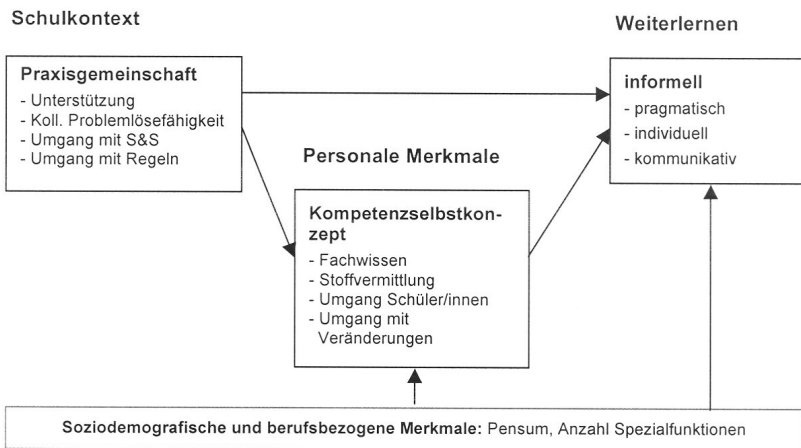 Schulkontext
Weiterlernen
Praxisgemeinschaft
- Unterstützung
- Koll. Problemlösefähigkeit
- Umgang mit S&S
- Umgang mit Regeln
informell
- pragmatisch
- individuell
- kommunikativ
Personale Merkmale
Kompetenzselbstkon-
zept
- Fachwissen
- Stoffvermittlung
- Umgang Schüler/innen
- Umgang mit
Veränderungen
Soziodemografische und berufsbezogene Merkmale: Pensum, Anzahl Spezialfunktionen